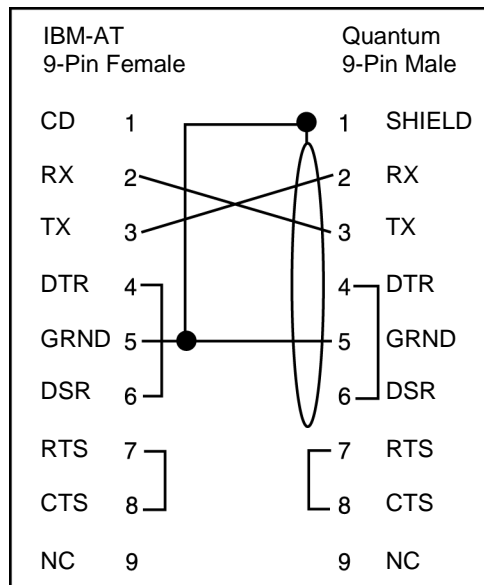 IBM-AT Quantum
9-Pin Female 9-Pin Male
CD 1 1 SHIELD
RX 2 2 RX
TX 3 3 TX
DTR 4 4 DTR
GRND 5 5 GRND
DSR 6 6 DSR
RTS 7 7 RTS
CTS 8 8 CTS
NC 9 9 NC